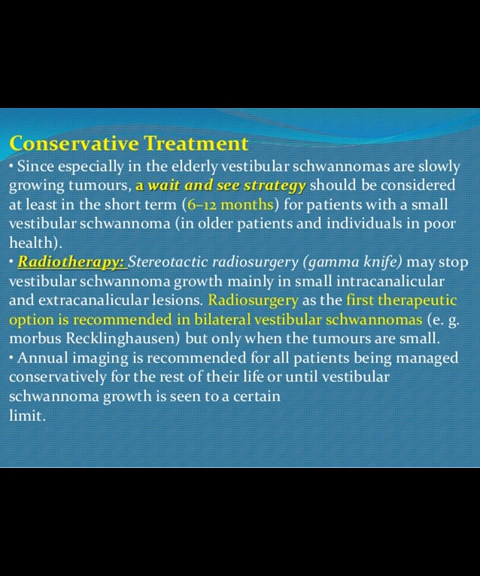 Conservative Treatment
• Since especially in the elderly vestibular schwannomas are slowly
growing tumours, a wait and see strategy should be considered
at least in the short term (6–12 months) for patients with a small
vestibular schwannoma (in older patients and individuals in poor
health).
• Radiotherapy: Stereotactic radiosurgery (gamma knife) may stop
vestibular schwannoma growth mainly in small intracanalicular
and extracanalicular lesions. Radiosurgery as the first therapeutic
option is recommended in bilateral vestibular schwannomas (e. g.
morbus Recklinghausen) but only when the tumours are small.
• Annual imaging is recommended for all patients being managed
conservatively for the rest of their life or until vestibular
schwannoma growth is seen to a certain
limit.